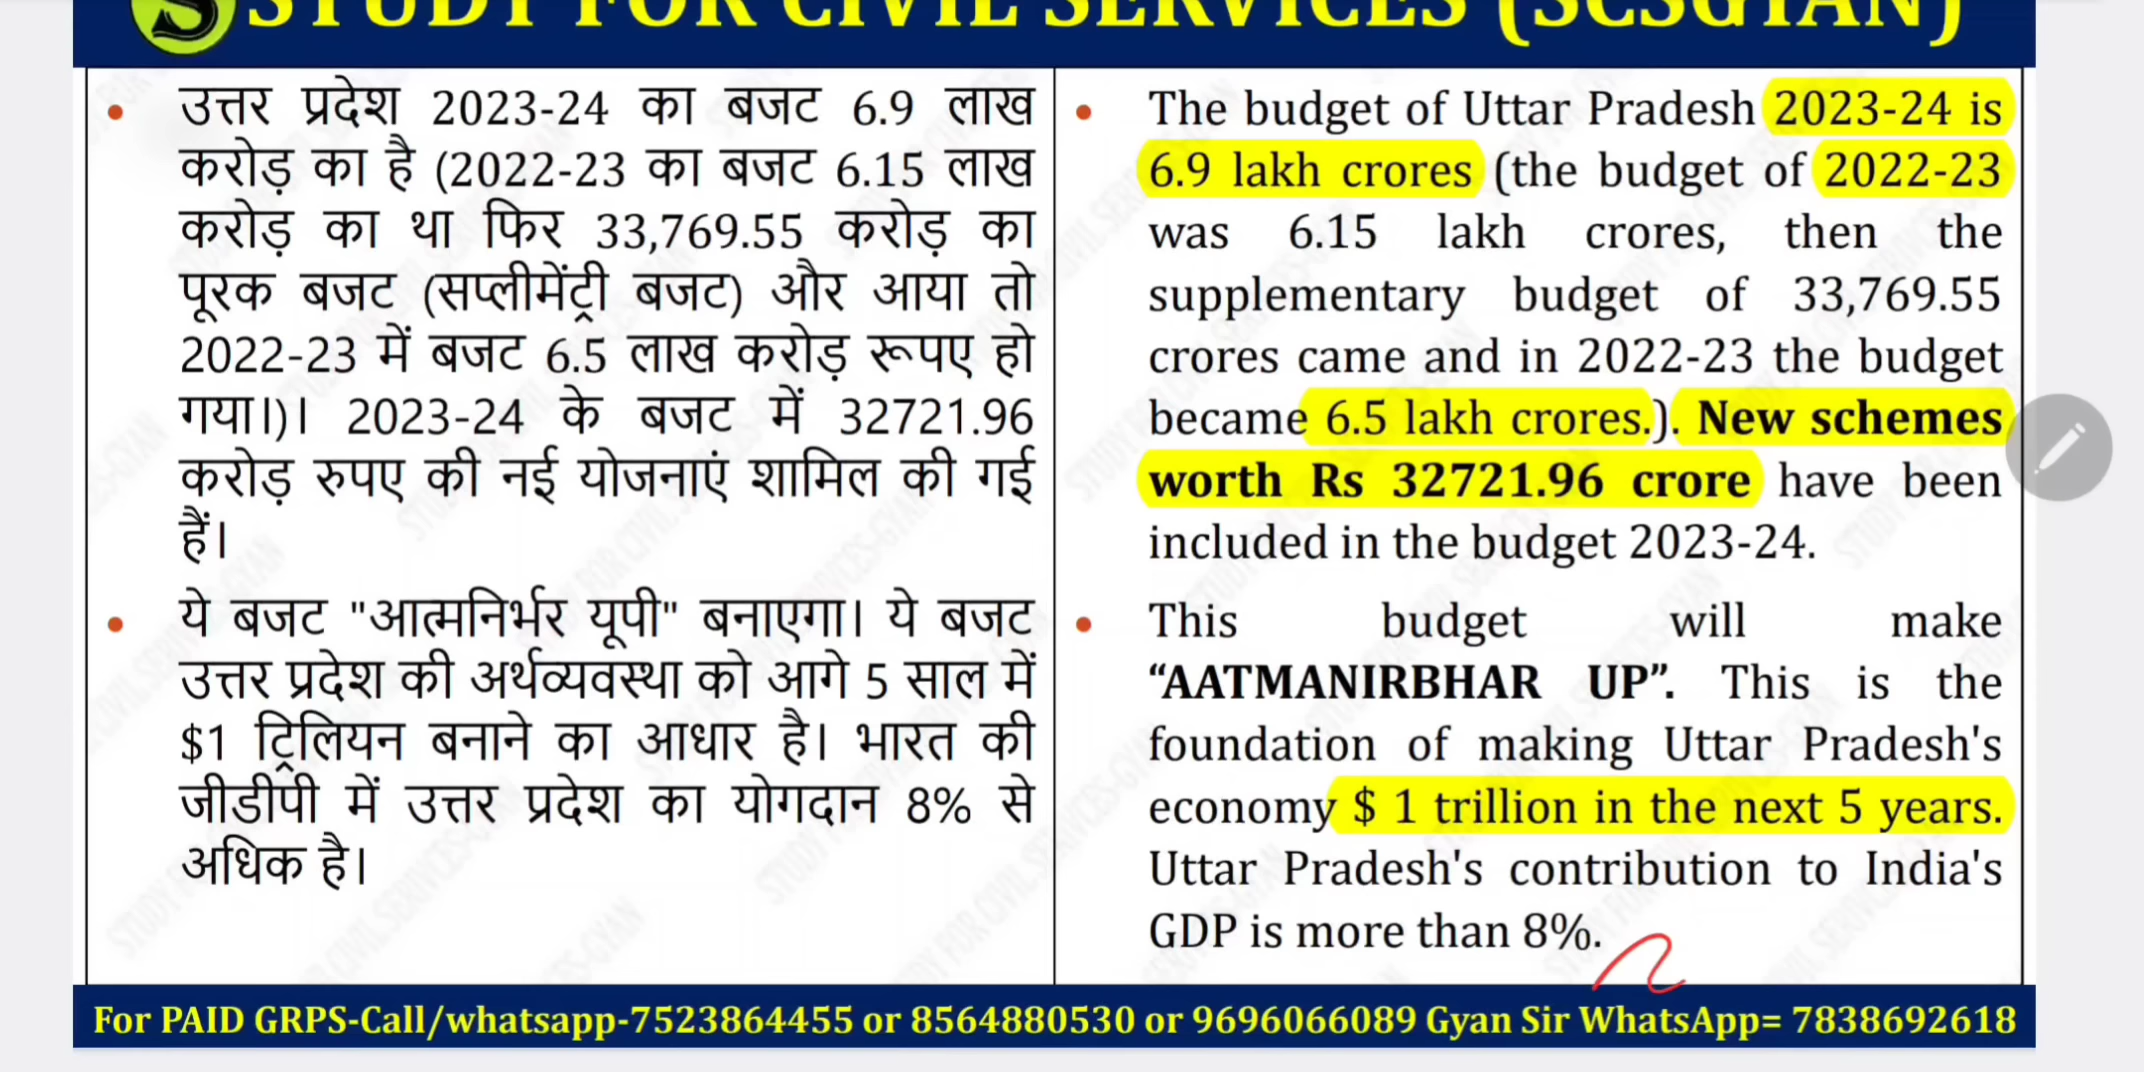 STUDY FOR CIVIL SERVICES (SCSGYAN)
• उत्तर प्रदेश 2023-24 का बजट 6.9 लाख
करोड़ का है (2022-23 का बजट 6.15 लाख
करोड़ का था फिर 33,769.55 करोड़ का
पूरक बजट (सप्लीमेंट्री बजट) और आया तो
2022-23 में बजट 6.5 लाख करोड़ रूपए हो
गया।)। 2023-24 के बजट में 32721.96
करोड़ रुपए की नई योजनाएं शामिल की गई
हैं।
• ये बजट "आत्मनिर्भर यूपी" बनाएगा। ये बजट
उत्तर प्रदेश की अर्थव्यवस्था को आगे 5 साल में
$1 ट्रिलियन बनाने का आधार है। भारत की
जीडीपी में उत्तर प्रदेश का योगदान 8% से
अधिक है।
• The budget of Uttar Pradesh 2023-24 is
6.9 lakh crores (the budget of 2022-23
was 6.15 lakh crores, then the
supplementary budget of 33,769.55
crores came and in 2022-23 the budget
became 6.5 lakh crores.). New schemes
worth Rs 32721.96 crore have been
included in the budget 2023-24.
• This budget will make
“AATMANIRBHAR UP”. This is the
foundation of making Uttar Pradesh's
economy $ 1 trillion in the next 5 years.
Uttar Pradesh's contribution to India's
GDP is more than 8%.
For PAID GRPS-Call/whatsapp-7523864455 or 8564880530 or 9696066089 Gyan Sir WhatsApp= 7838692618